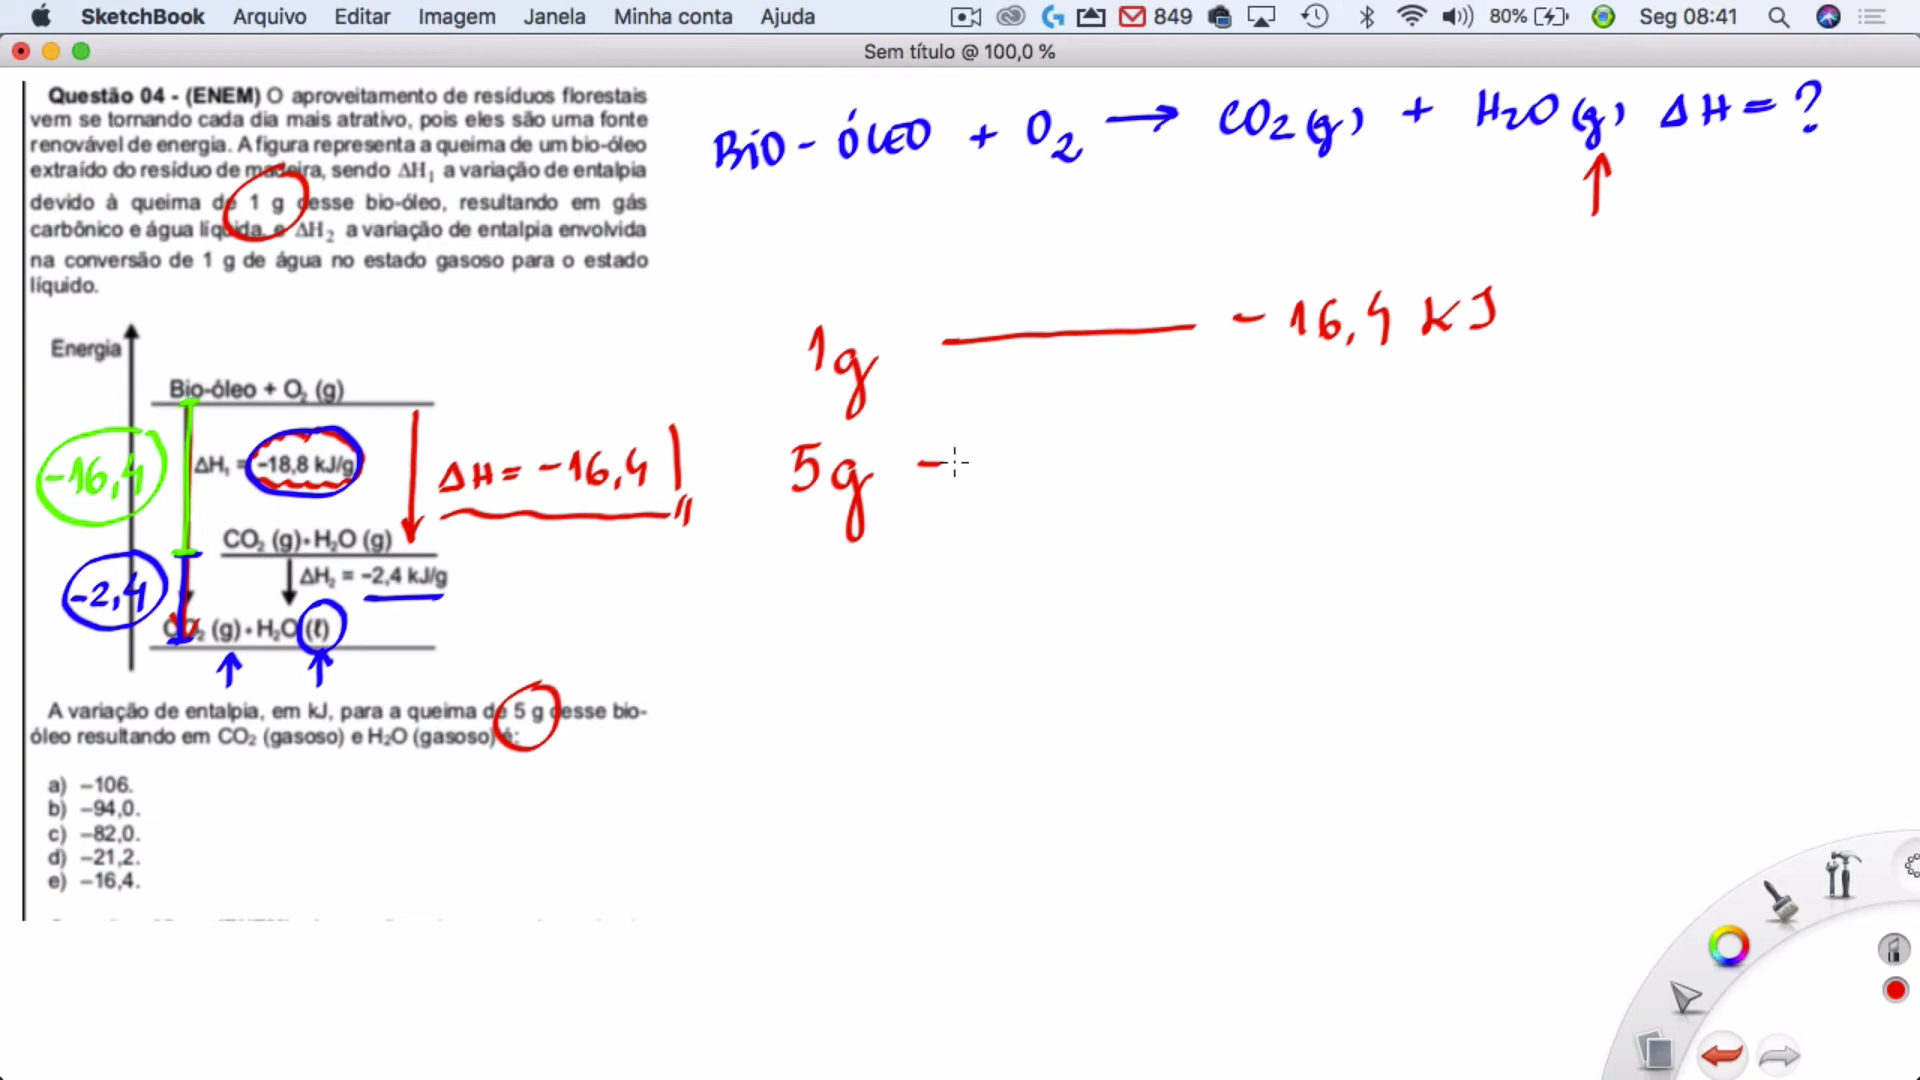 SketchBook Arquivo Editar Imagem Janela Minha conta Ajuda 849 80% Seg 08:41
Sem título @ 100,0 %
Questão 04 - (ENEM) O aproveitamento de resíduos florestais
vem se tornando cada dia mais atrativo, pois eles são uma fonte
renovável de energia. A figura representa a queima de um bio-óleo
extraído do resíduo de madeira, sendo ΔH₁ a variação de entalpia
devido à queima de 1 g desse bio-óleo, resultando em gás
carbônico e água líquida, e ΔH₂ a variação de entalpia envolvida
na conversão de 1 g de água no estado gasoso para o estado
líquido.
Energia
Bio-óleo + O₂ (g)
ΔH₁ = −18,8 kJ/g
CO₂ (g) + H₂O (g)
ΔH₂ = −2,4 kJ/g
CO₂ (g) + H₂O (ℓ)
-16,4
-2,4
ΔH = -16,4
A variação de entalpia, em kJ, para a queima de 5 g desse bio-
óleo resultando em CO₂ (gasoso) e H₂O (gasoso) é:
a) −106.
b) −94,0.
c) −82,0.
d) −21,2.
e) −16,4.
BiO-ÓLEO + O₂ → CO₂(g) + H₂O(g) ΔH = ?
1g — -16,4 kJ
5g -